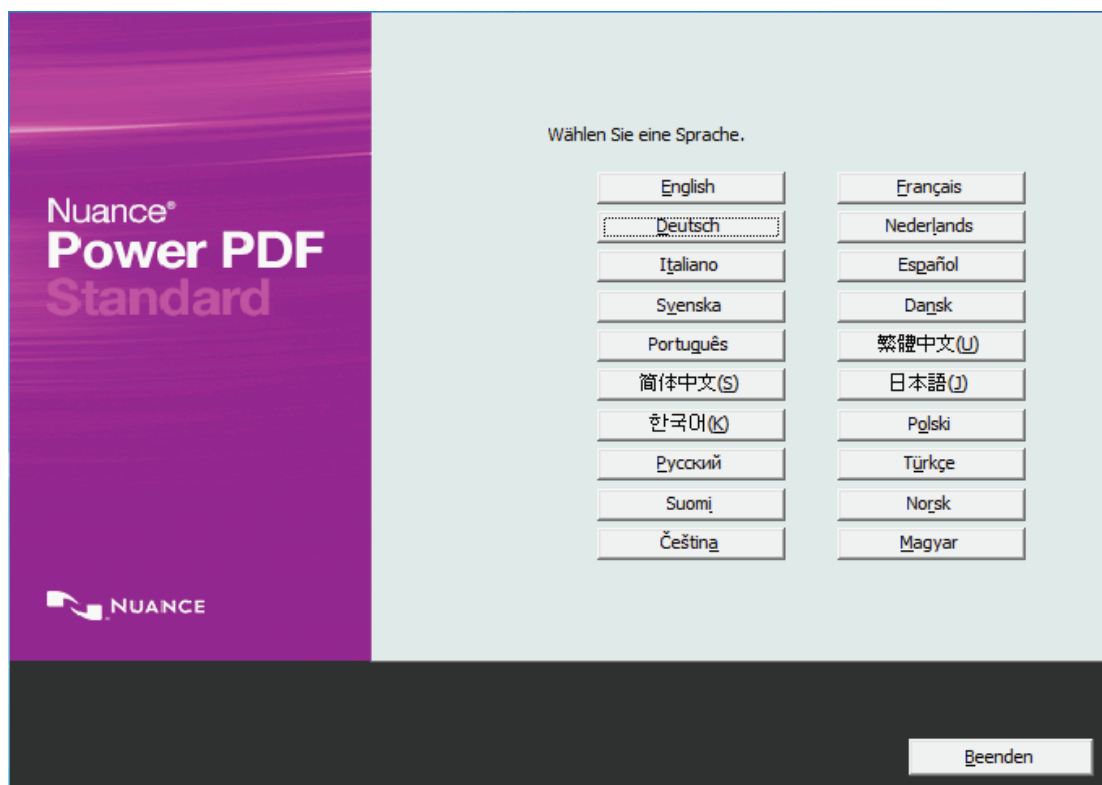 Nuance®
Power PDF
Standard
NUANCE
Wählen Sie eine Sprache.
English Français
Deutsch Nederlands
Italiano Español
Svenska Dansk
Português 繁體中文(U)
简体中文(S) 日本語(J)
한국어(K) Polski
Русский Türkçe
Suomi Norsk
Čeština Magyar
Beenden